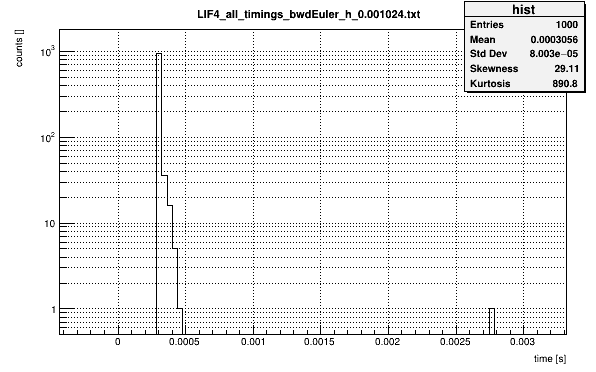 LIF4_all_timings_bwdEuler_h_0.001024.txt
hist
Entries 1000
Mean 0.0003056
Std Dev 8.003e−05
Skewness 29.11
Kurtosis 890.8
counts []
10³
10²
10
1
0 0.0005 0.001 0.0015 0.002 0.0025 0.003
time [s]